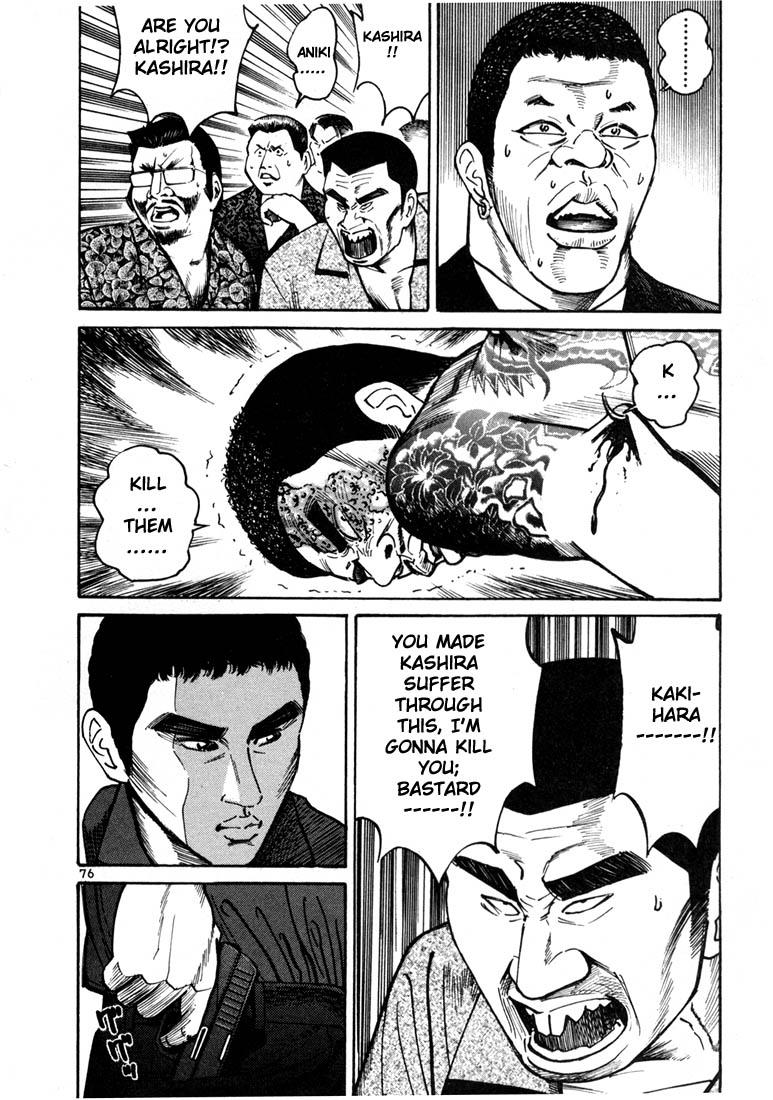 ……
KASHIRA
!!
ANIKI
……
ARE YOU
ALRIGHT!?
KASHIRA!!
K
...
KILL
...
THEM
......
KAKI-
HARA
-------!!
YOU MADE
KASHIRA
SUFFER
THROUGH
THIS, I'M
GONNA KILL
YOU;
BASTARD
------!!
76